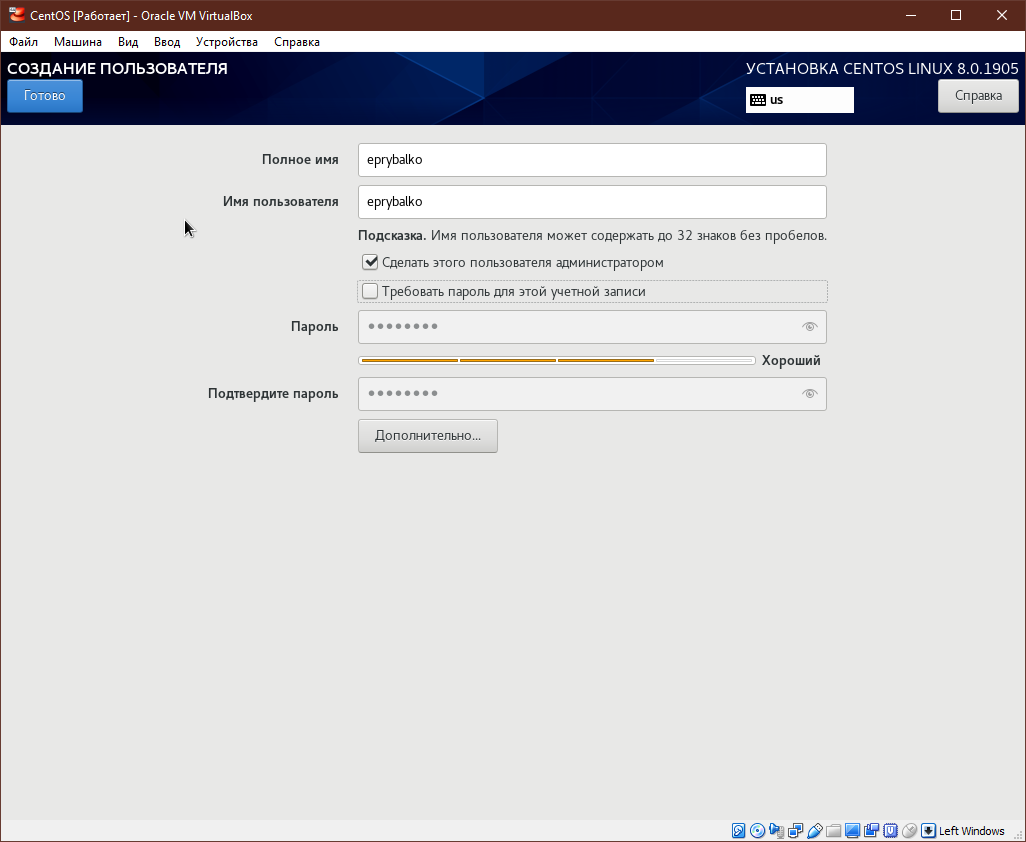 CentOS [Работает] - Oracle VM VirtualBox
Файл Машина Вид Ввод Устройства Справка
СОЗДАНИЕ ПОЛЬЗОВАТЕЛЯ
УСТАНОВКА CENTOS LINUX 8.0.1905
Готово
us
Справка
Полное имя
eprybalko
Имя пользователя
eprybalko
Подсказка. Имя пользователя может содержать до 32 знаков без пробелов.
Сделать этого пользователя администратором
Требовать пароль для этой учетной записи
Пароль
••••••••
Хороший
Подтвердите пароль
••••••••
Дополнительно...
Left Windows